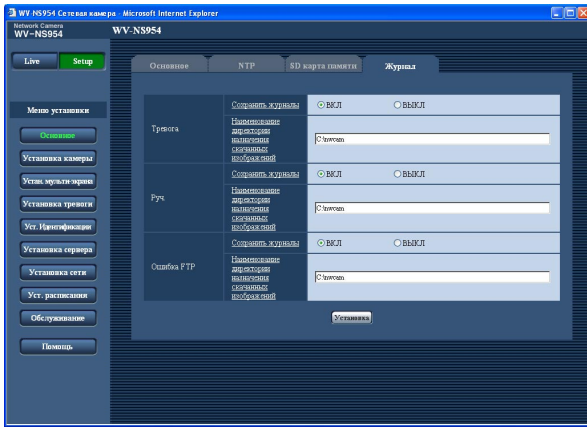 WV-NS954 Сетевая камера - Microsoft Internet Explorer
Network Camera
WV-NS954
WV-NS954
Live
Setup
Основное
NTP
SD карта памяти
Журнал
Меню установки
Основное
Установка камеры
Устан. мульти-экрана
Установка тревоги
Уст. Идентификации
Установка сервера
Установка сети
Уст. расписания
Обслуживание
Помощь
Тревога
Сохранить журналы
ВКЛ
ВЫКЛ
Наименование
директории
назначения
скачанных
изображений
C:\nwcam
Руч.
Сохранить журналы
ВКЛ
ВЫКЛ
Наименование
директории
назначения
скачанных
изображений
C:\nwcam
Ошибка FTP
Сохранить журналы
ВКЛ
ВЫКЛ
Наименование
директории
назначения
скачанных
изображений
C:\nwcam
Установка